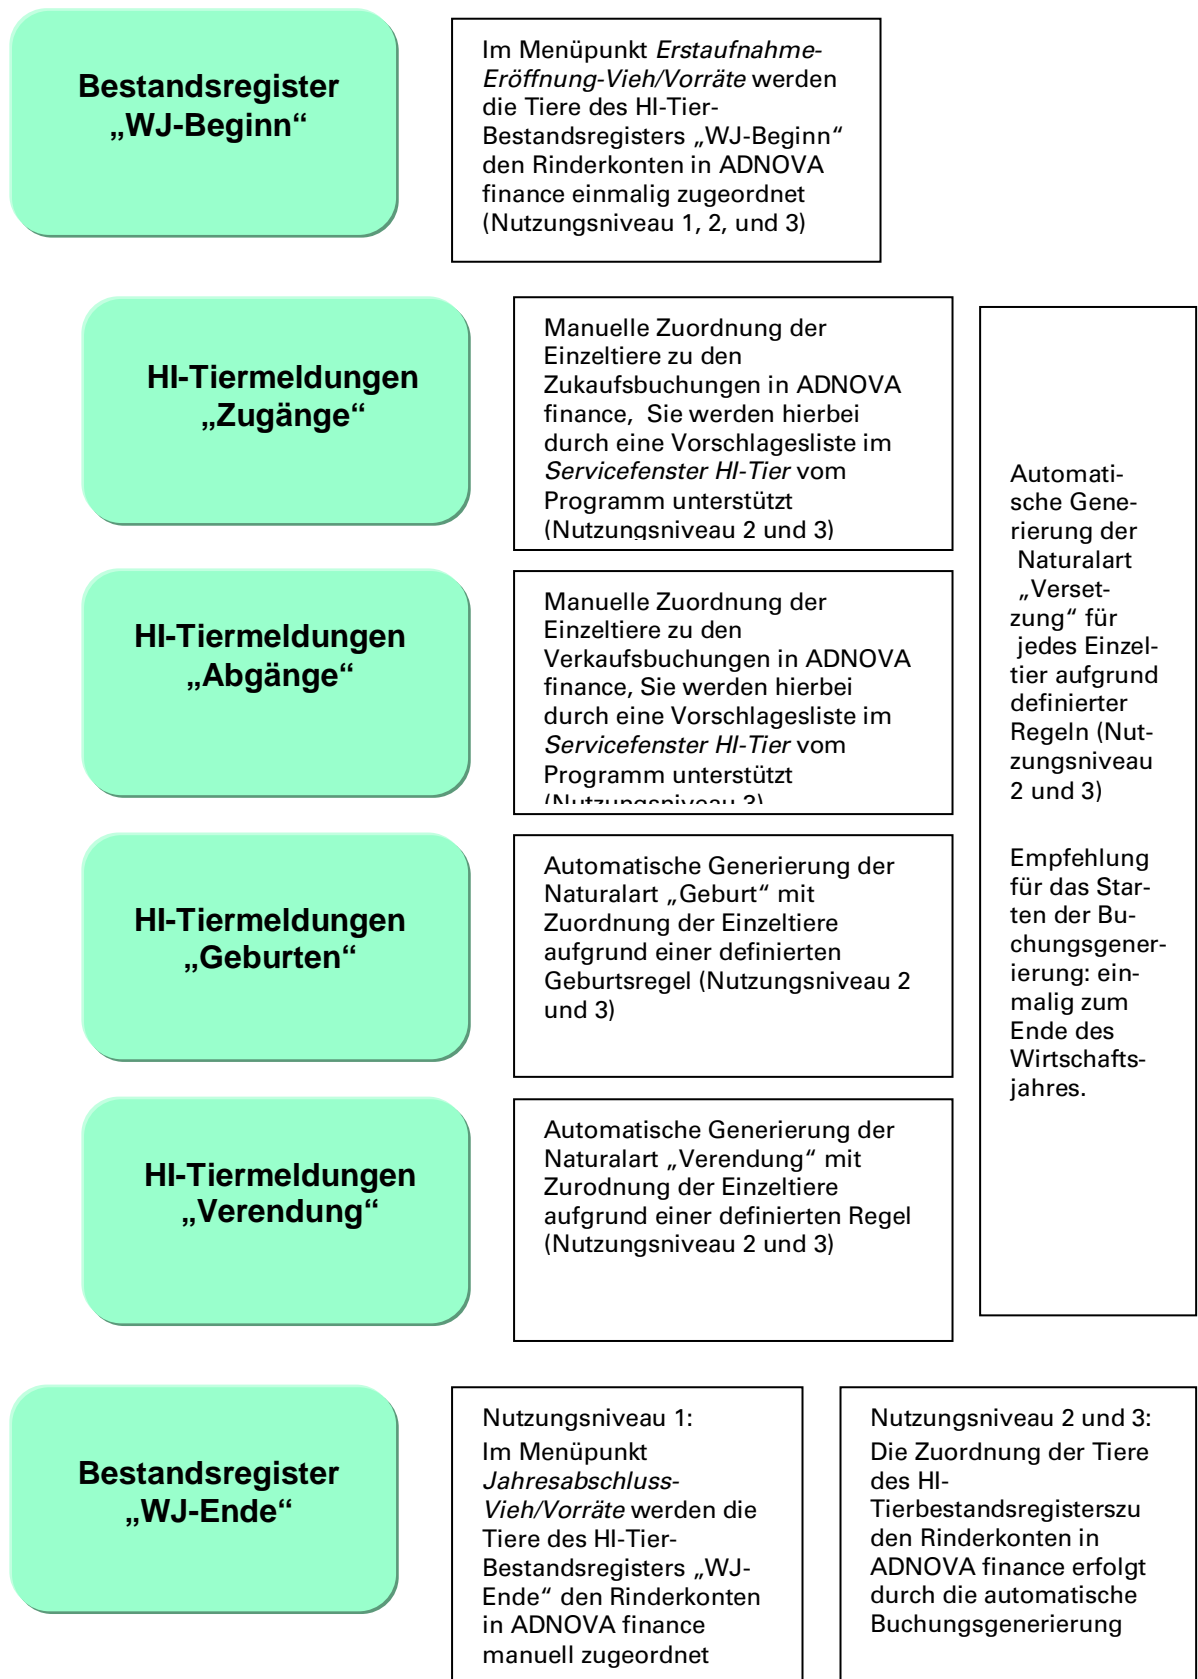 Bestandsregister
„WJ-Beginn“
Im Menüpunkt Erstaufnahme-
Eröffnung-Vieh/Vorräte werden
die Tiere des HI-Tier-
Bestandsregisters „WJ-Beginn“
den Rinderkonten in ADNOVA
finance einmalig zugeordnet
(Nutzungsniveau 1, 2, und 3)
HI-Tiermeldungen
„Zugänge“
Manuelle Zuordnung der
Einzeltiere zu den
Zukaufsbuchungen in ADNOVA
finance, Sie werden hierbei
durch eine Vorschlagesliste im
Servicefenster HI-Tier vom
Programm unterstützt
(Nutzungsniveau 2 und 3)
HI-Tiermeldungen
„Abgänge“
Manuelle Zuordnung der
Einzeltiere zu den
Verkaufsbuchungen in ADNOVA
finance, Sie werden hierbei
durch eine Vorschlagesliste im
Servicefenster HI-Tier vom
Programm unterstützt
(Nutzungsniveau 3)
HI-Tiermeldungen
„Geburten“
Automatische Generierung der
Naturalart „Geburt“ mit
Zuordnung der Einzeltiere
aufgrund einer definierten
Geburtsregel (Nutzungsniveau 2
und 3)
HI-Tiermeldungen
„Verendung“
Automatische Generierung der
Naturalart „Verendung“ mit
Zurodnung der Einzeltiere
aufgrund einer definierten Regel
(Nutzungsniveau 2 und 3)
Automati-
sche Gene-
rierung der
Naturalart
„Verset-
zung“ für
jedes Einzel-
tier aufgrund
definierter
Regeln (Nut-
zungsniveau
2 und 3)
Empfehlung
für das Star-
ten der Bu-
chungsgener-
ierung: ein-
malig zum
Ende des
Wirtschafts-
jahres.
Bestandsregister
„WJ-Ende“
Nutzungsniveau 1:
Im Menüpunkt
Jahresabschluss-
Vieh/Vorräte werden die
Tiere des HI-Tier-
Bestandsregisters „WJ-
Ende“ den Rinderkonten
in ADNOVA finance
manuell zugeordnet
Nutzungsniveau 2 und 3:
Die Zuordnung der Tiere
des HI-
Tierbestandsregisterszu
den Rinderkonten in
ADNOVA finance erfolgt
durch die automatische
Buchungsgenerierung